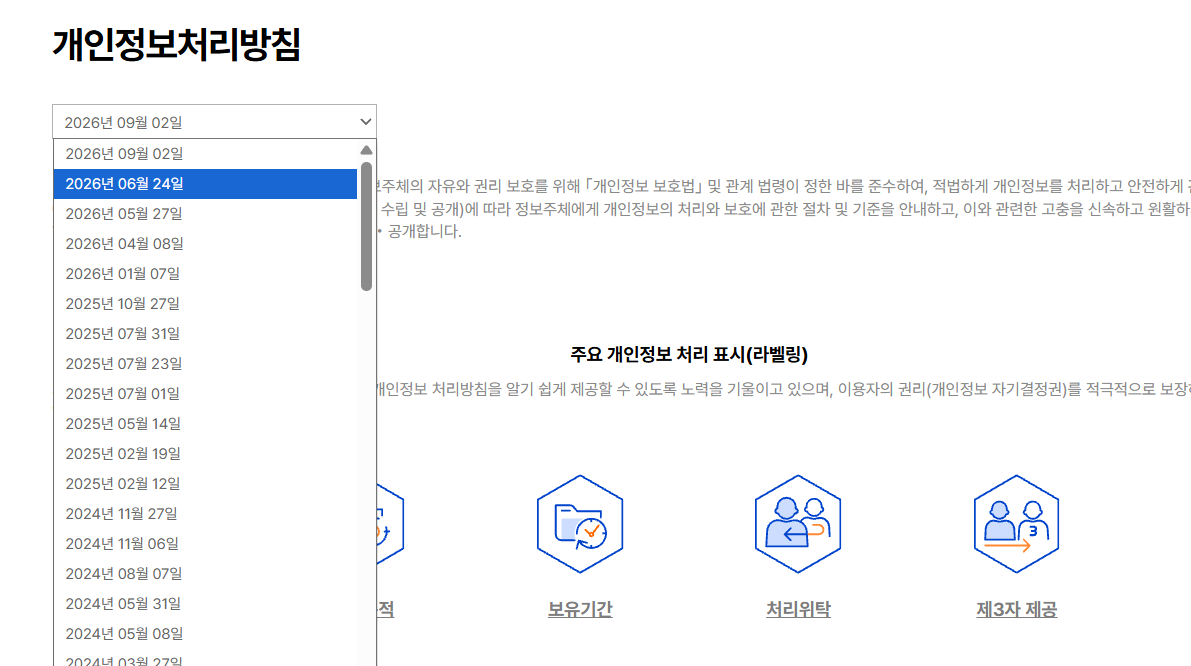 개인정보처리방침
2026년 09월 02일
2026년 09월 02일
2026년 06월 24일
2026년 05월 27일
2026년 04월 08일
2026년 01월 07일
2025년 10월 27일
2025년 07월 31일
2025년 07월 23일
2025년 07월 01일
2025년 05월 14일
2025년 02월 19일
2025년 02월 12일
2024년 11월 27일
2024년 11월 06일
2024년 08월 07일
2024년 05월 31일
2024년 05월 08일
2024년 03월 27일
보주체의 자유와 권리 보호를 위해 「개인정보 보호법」 및 관계 법령이 정한 바를 준수하여, 적법하게 개인정보를 처리하고 안전하게
수립 및 공개)에 따라 정보주체에게 개인정보의 처리와 보호에 관한 절차 및 기준을 안내하고, 이와 관련한 고충을 신속하고 원활하
• 공개합니다.
주요 개인정보 처리 표시(라벨링)
개인정보 처리방침을 알기 쉽게 제공할 수 있도록 노력을 기울이고 있으며, 이용자의 권리(개인정보 자기결정권)를 적극적으로 보장
3
적
보유기간
처리위탁
제3자 제공